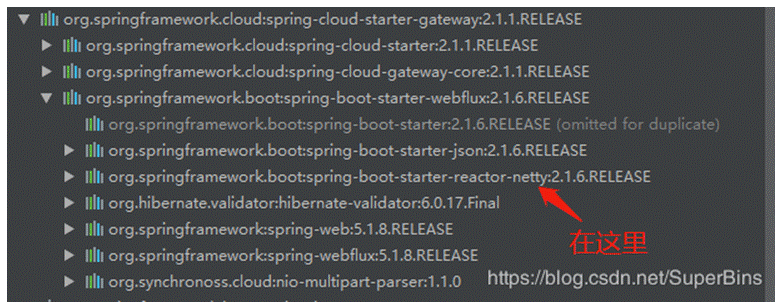 org.springframework.cloud:spring-cloud-starter-gateway:2.1.1.RELEASE
org.springframework.cloud:spring-cloud-starter:2.1.1.RELEASE
org.springframework.cloud:spring-cloud-gateway-core:2.1.1.RELEASE
org.springframework.boot:spring-boot-starter-webflux:2.1.6.RELEASE
org.springframework.boot:spring-boot-starter:2.1.6.RELEASE (omitted for duplicate)
org.springframework.boot:spring-boot-starter-json:2.1.6.RELEASE
org.springframework.boot:spring-boot-starter-reactor-netty:2.1.6.RELEASE
org.hibernate.validator:hibernate-validator:6.0.17.Final
org.springframework:spring-web:5.1.8.RELEASE
在这里
org.springframework:spring-webflux:5.1.8.RELEASE
org.synchronoss.cloud:nio-multipart-parser:1.1.0
https://blog.csdn.net/SuperBins